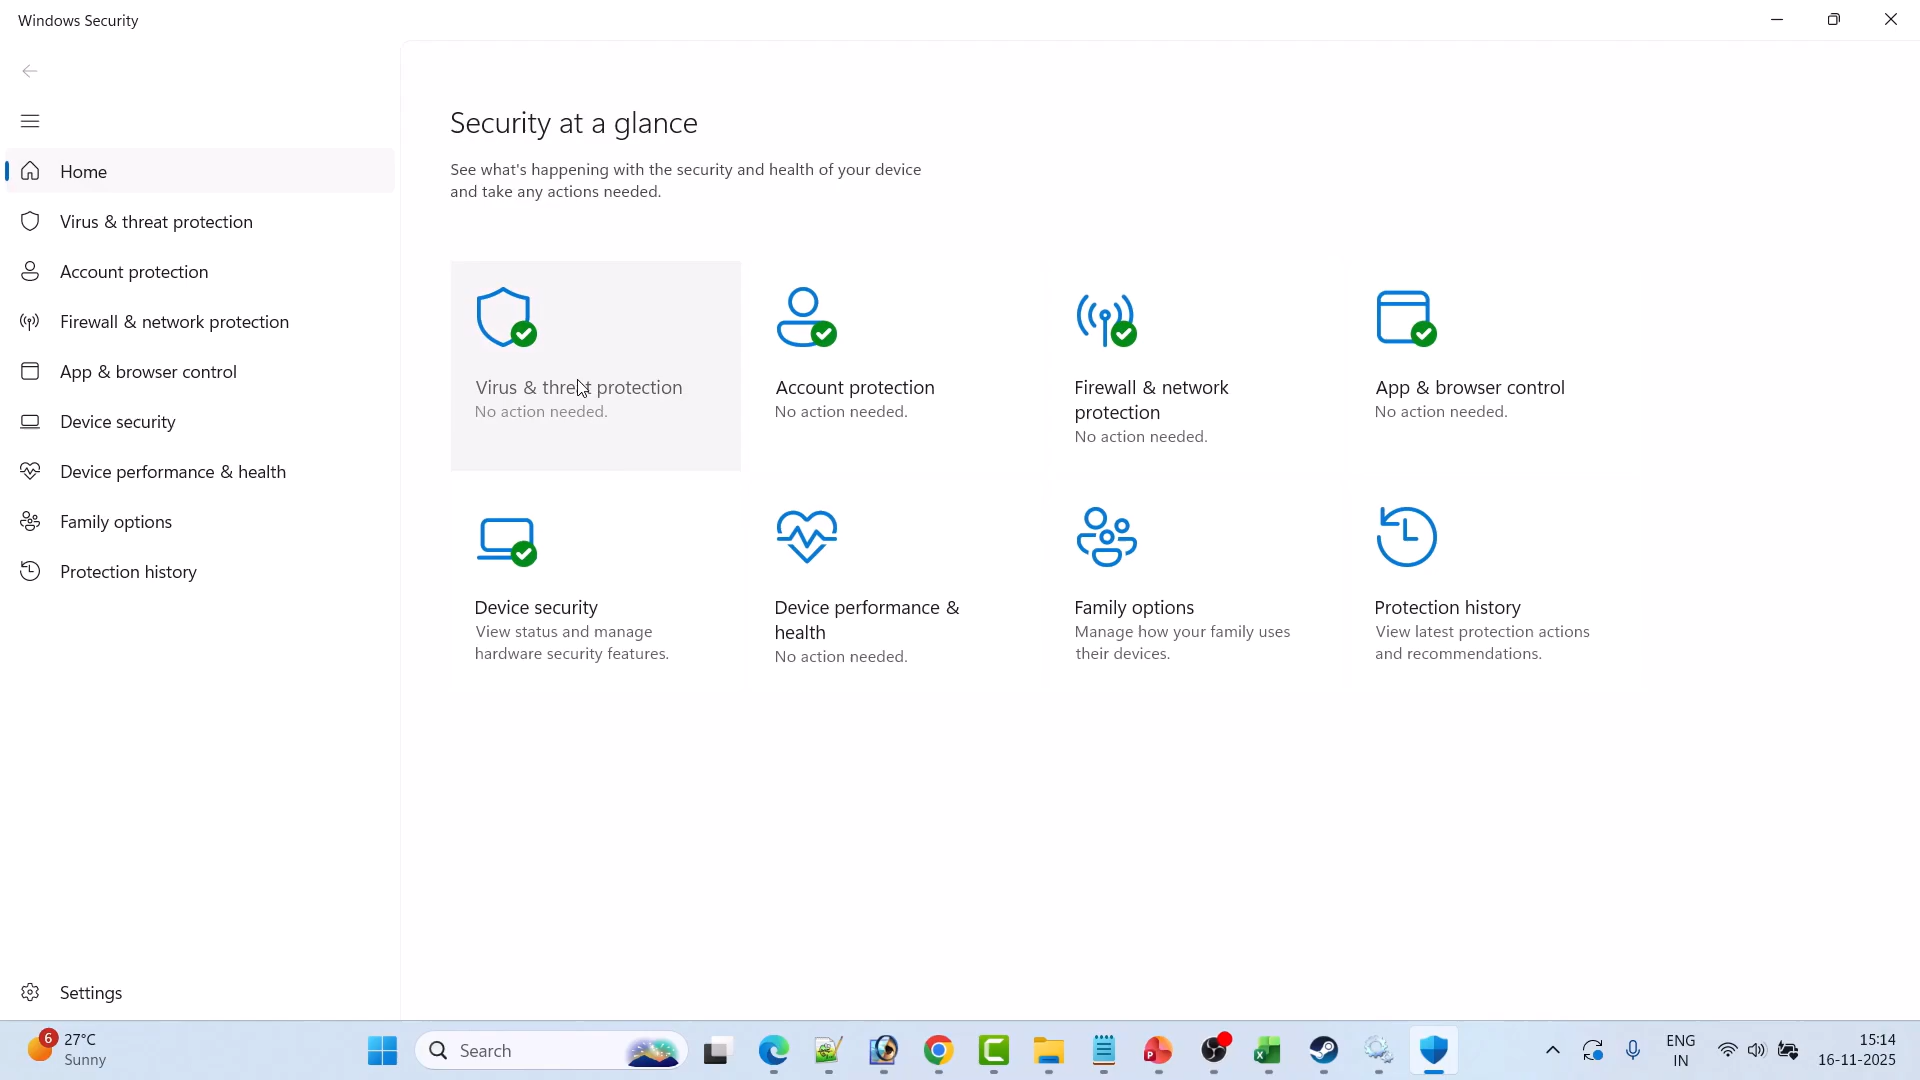 Windows Security
Home
Virus & threat protection
Account protection
Firewall & network protection
App & browser control
Device security
Device performance & health
Family options
Protection history
Settings
Security at a glance
See what's happening with the security and health of your device
and take any actions needed.
Virus & threat protection
No action needed.
Account protection
No action needed.
Firewall & network
protection
No action needed.
App & browser control
No action needed.
Device security
View status and manage
hardware security features.
Device performance &
health
No action needed.
Family options
Manage how your family uses
their devices.
Protection history
View latest protection actions
and recommendations.
6
27°C
Sunny
Search
ENG
IN
15:14
16-11-2025